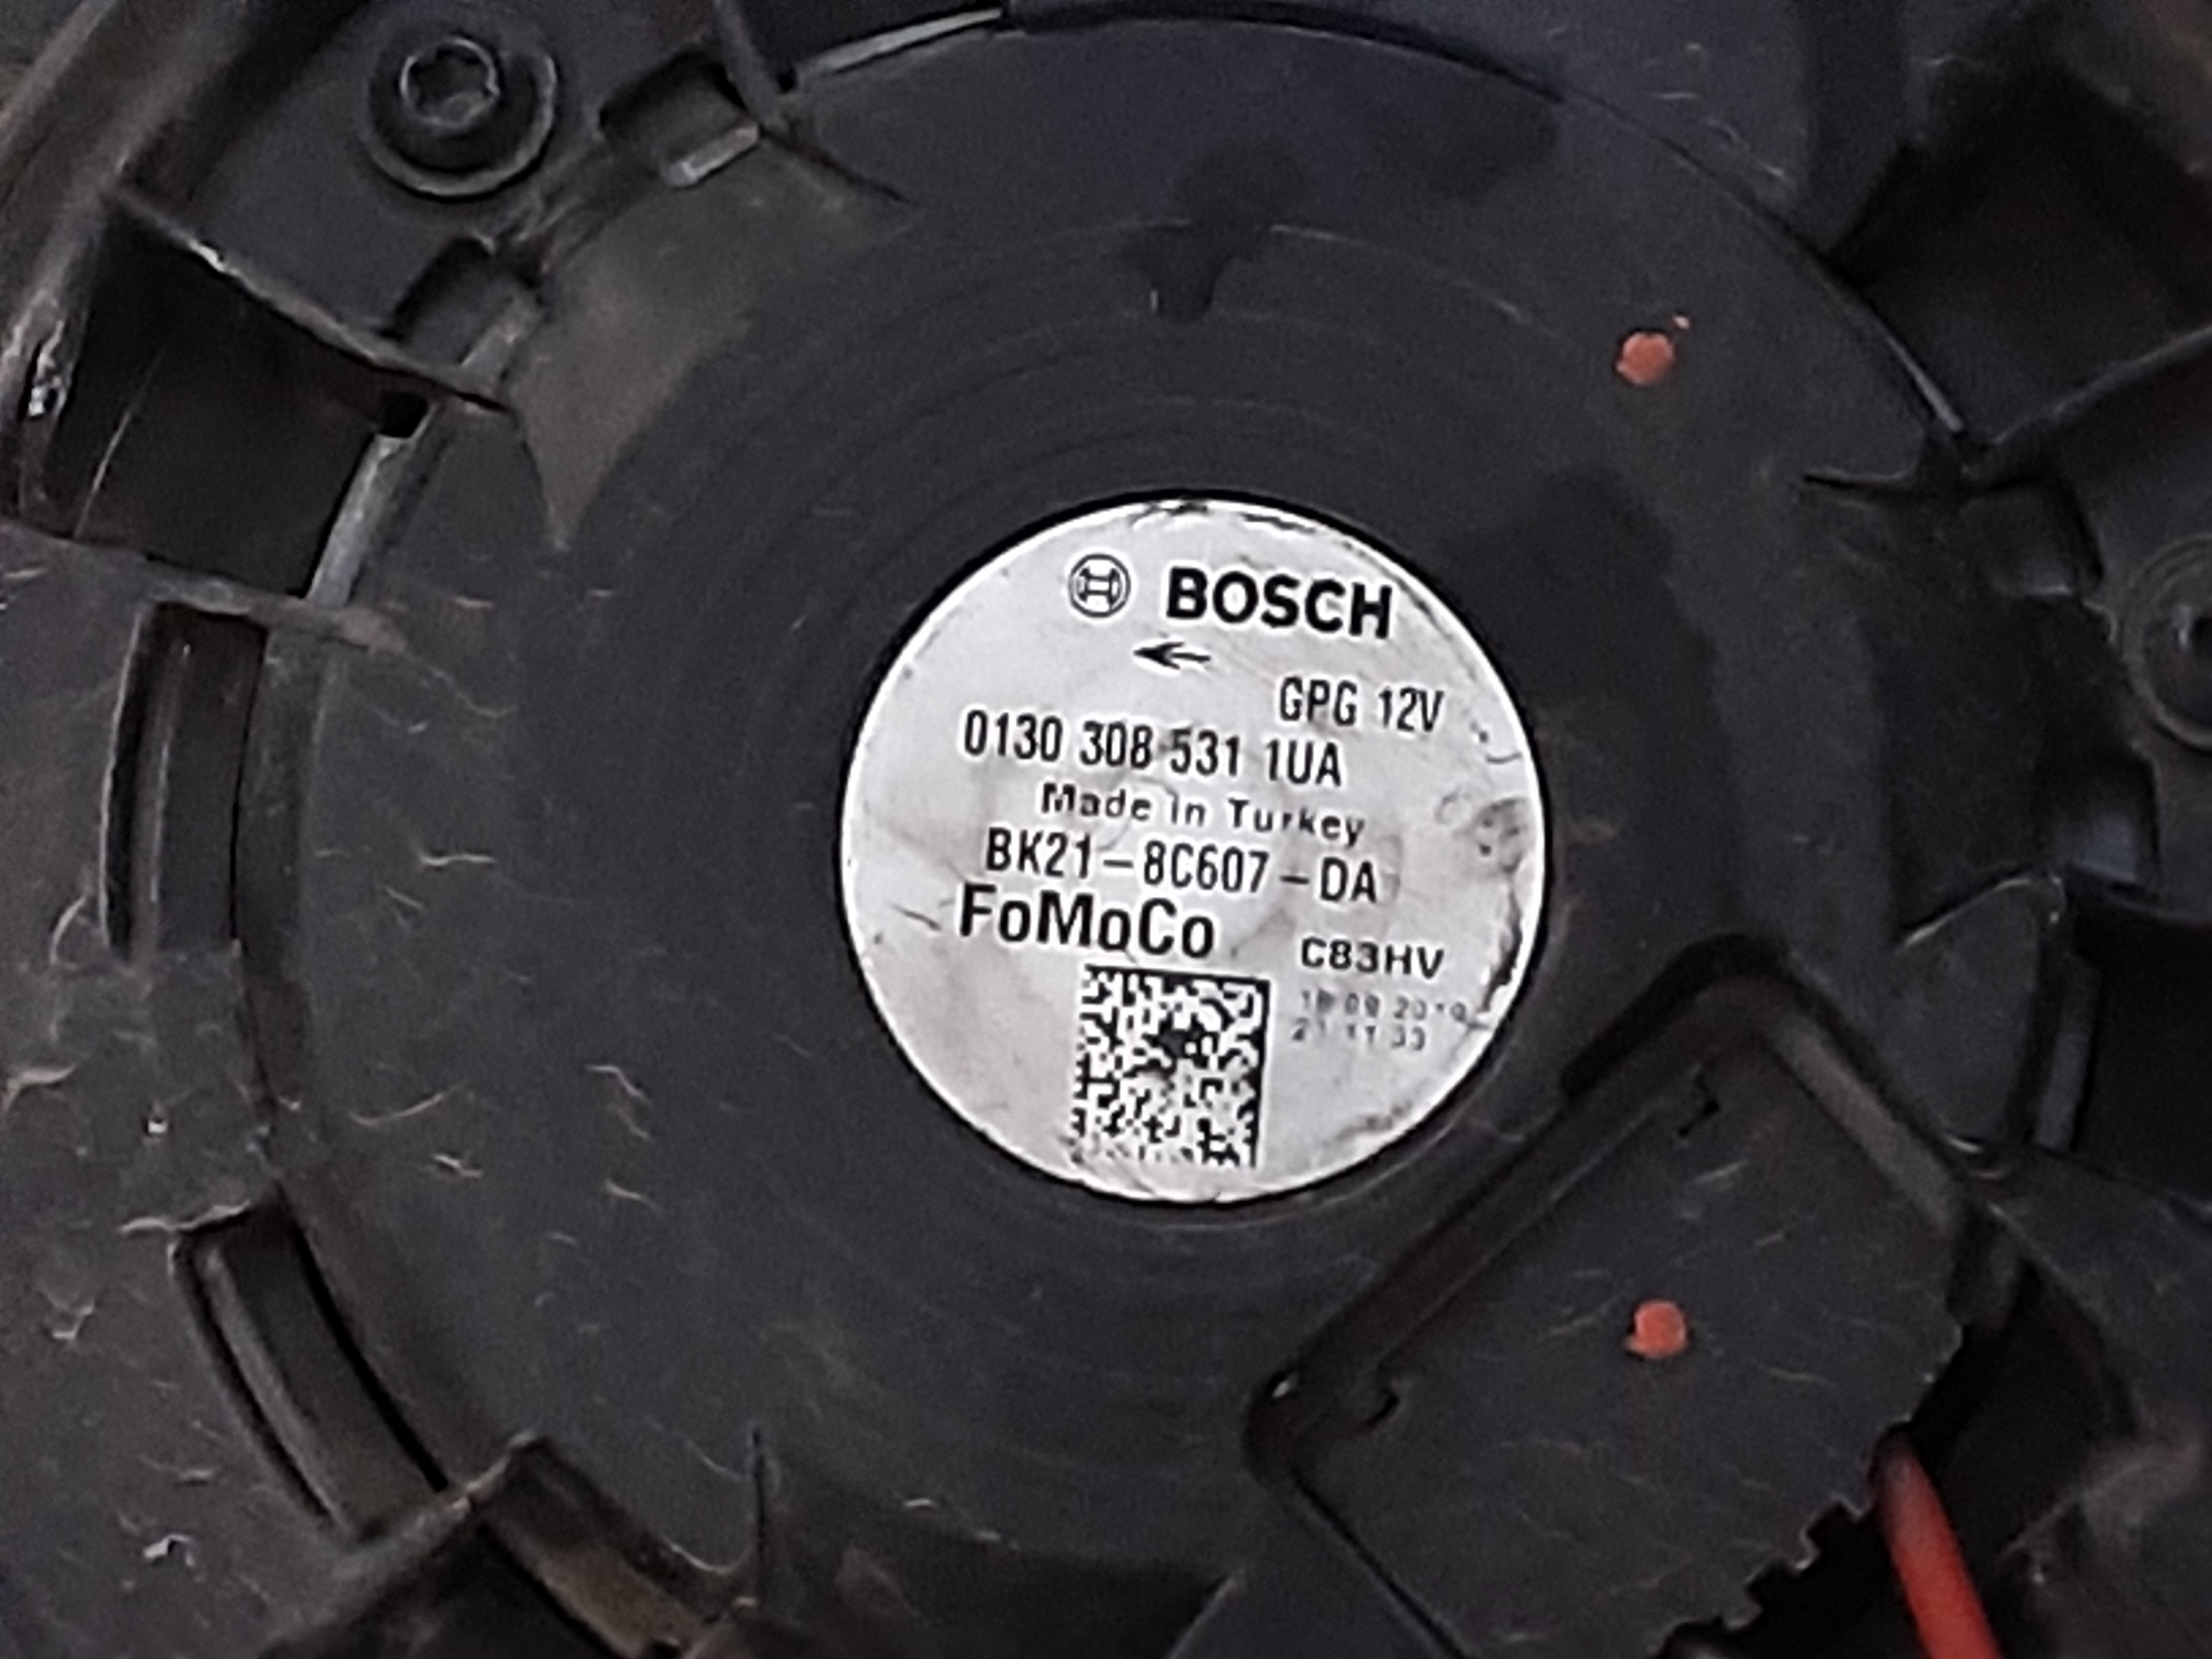 BOSCH
GPG 12V
0130 308 531 1UA
Made in Turkey
BK21-8C607-DA
FoMoCo
C83HV